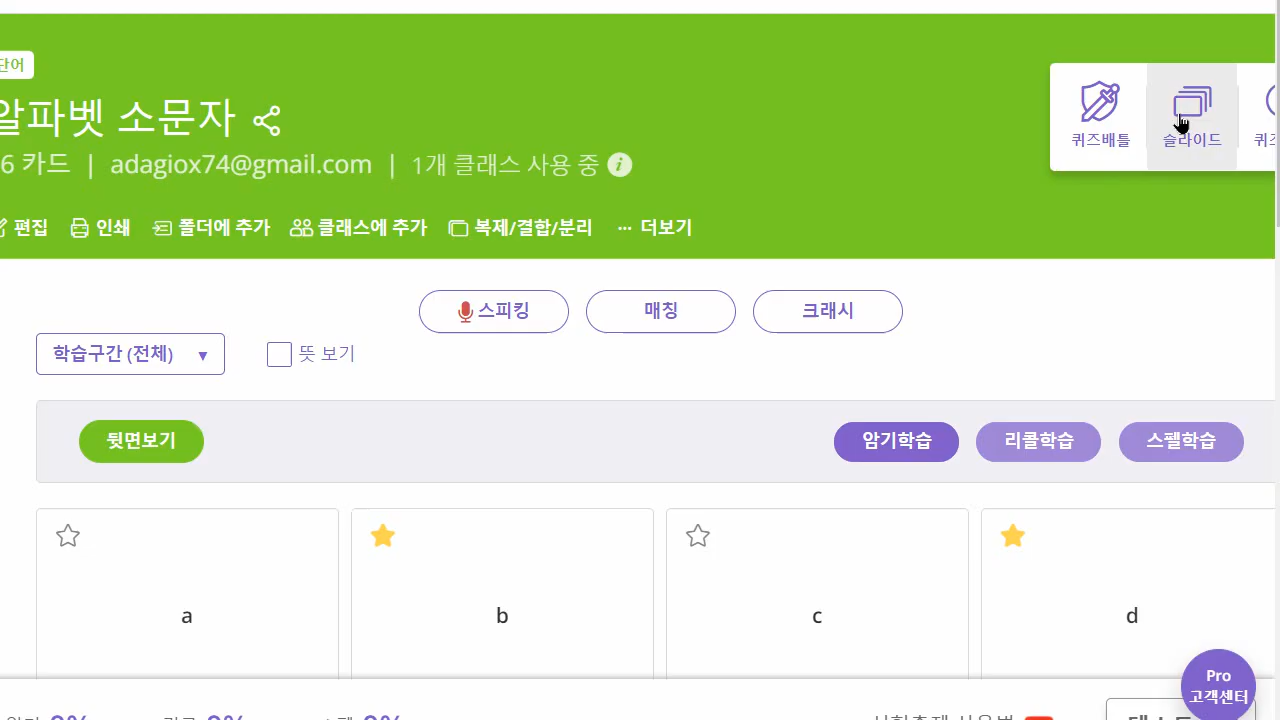 단어
알파벳 소문자
6 카드 | adagiox74@gmail.com | 1개 클래스 사용 중
퀴즈배틀
슬라이드
편집 인쇄 폴더에 추가 클래스에 추가 복제/결합/분리 ··· 더보기
스피킹 매칭 크래시
학습구간 (전체) ▼ 뜻 보기
뒷면보기 암기학습 리콜학습 스펠학습
a b c d
Pro
고객센터